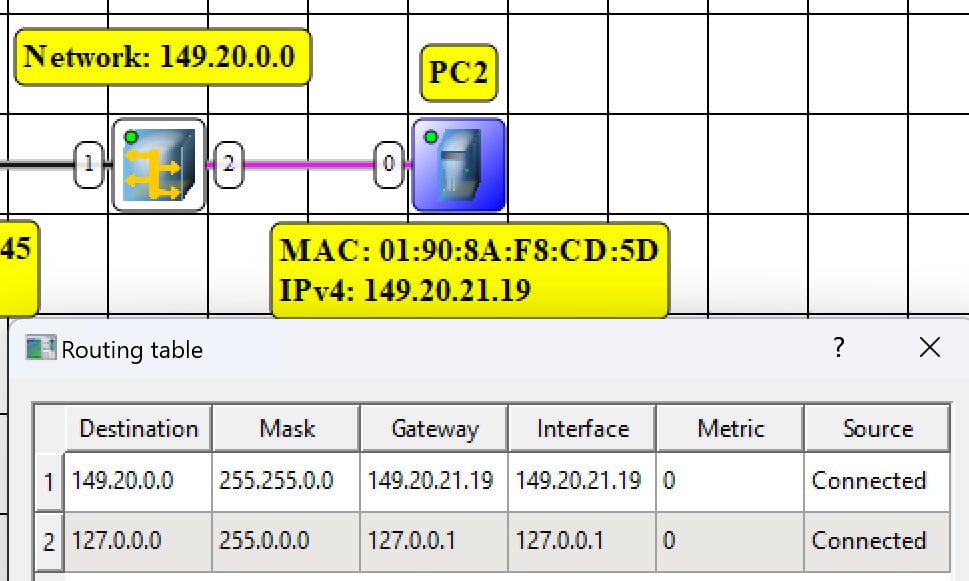 Network: 149.20.0.0
PC2
1
2
0
45
MAC: 01:90:8A:F8:CD:5D
IPv4: 149.20.21.19
Routing table
?
Destination Mask Gateway Interface Metric Source
1 149.20.0.0 255.255.0.0 149.20.21.19 149.20.21.19 0 Connected
2 127.0.0.0 255.0.0.0 127.0.0.1 127.0.0.1 0 Connected